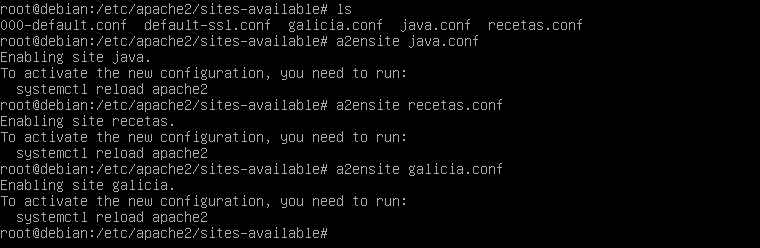 root@debian:/etc/apache2/sites-available# ls
000-default.conf  default-ssl.conf  galicia.conf  java.conf  recetas.conf
root@debian:/etc/apache2/sites-available# a2ensite java.conf
Enabling site java.
To activate the new configuration, you need to run:
  systemctl reload apache2
root@debian:/etc/apache2/sites-available# a2ensite recetas.conf
Enabling site recetas.
To activate the new configuration, you need to run:
  systemctl reload apache2
root@debian:/etc/apache2/sites-available# a2ensite galicia.conf
Enabling site galicia.
To activate the new configuration, you need to run:
  systemctl reload apache2
root@debian:/etc/apache2/sites-available#